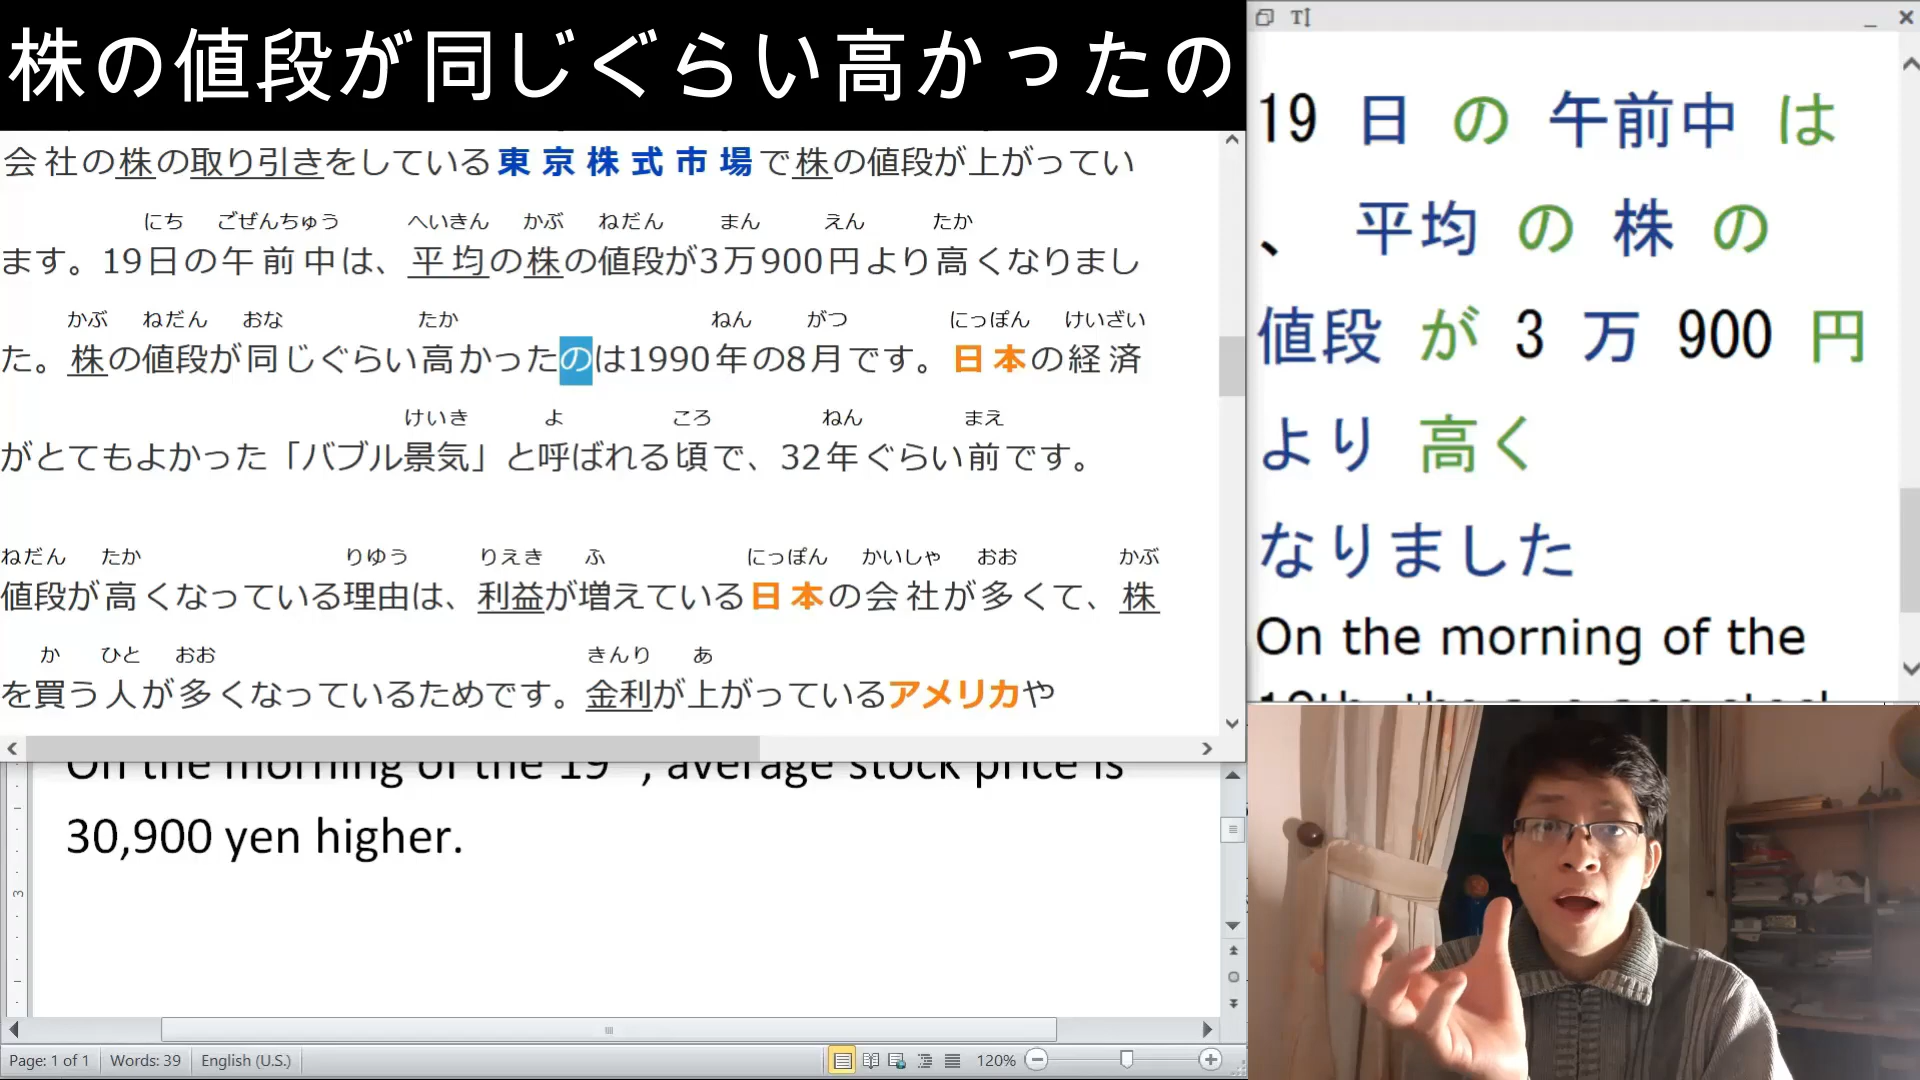 株の値段が同じぐらい高かったの
会社の株の取り引きをしている東京株式市場で株の値段が上がってい
にち ごぜんちゅう へいきん かぶ ねだん まん えん たか
ます。19日の午前中は、平均の株の値段が3万900円より高くなりまし
かぶ ねだん おな たか ねん がつ にっぽん けいざい
た。株の値段が同じぐらい高かったのは1990年の8月です。日本の経済
けいき よ ころ ねん まえ
がとてもよかった「バブル景気」と呼ばれる頃で、32年ぐらい前です。
ねだん たか りゆう りえき ふ にっぽん かいしゃ おお かぶ
値段が高くなっている理由は、利益が増えている日本の会社が多くて、株
か ひと おお きんり あ
を買う人が多くなっているためです。金利が上がっているアメリカや
On the morning of the 19 , average stock price is
30,900 yen higher.
3
Page: 1 of 1 Words: 39 English (U.S.) 120%
19 日 の 午前中 は
、 平均 の 株 の
値段 が 3 万 900 円
より 高く
なりました
On the morning of the